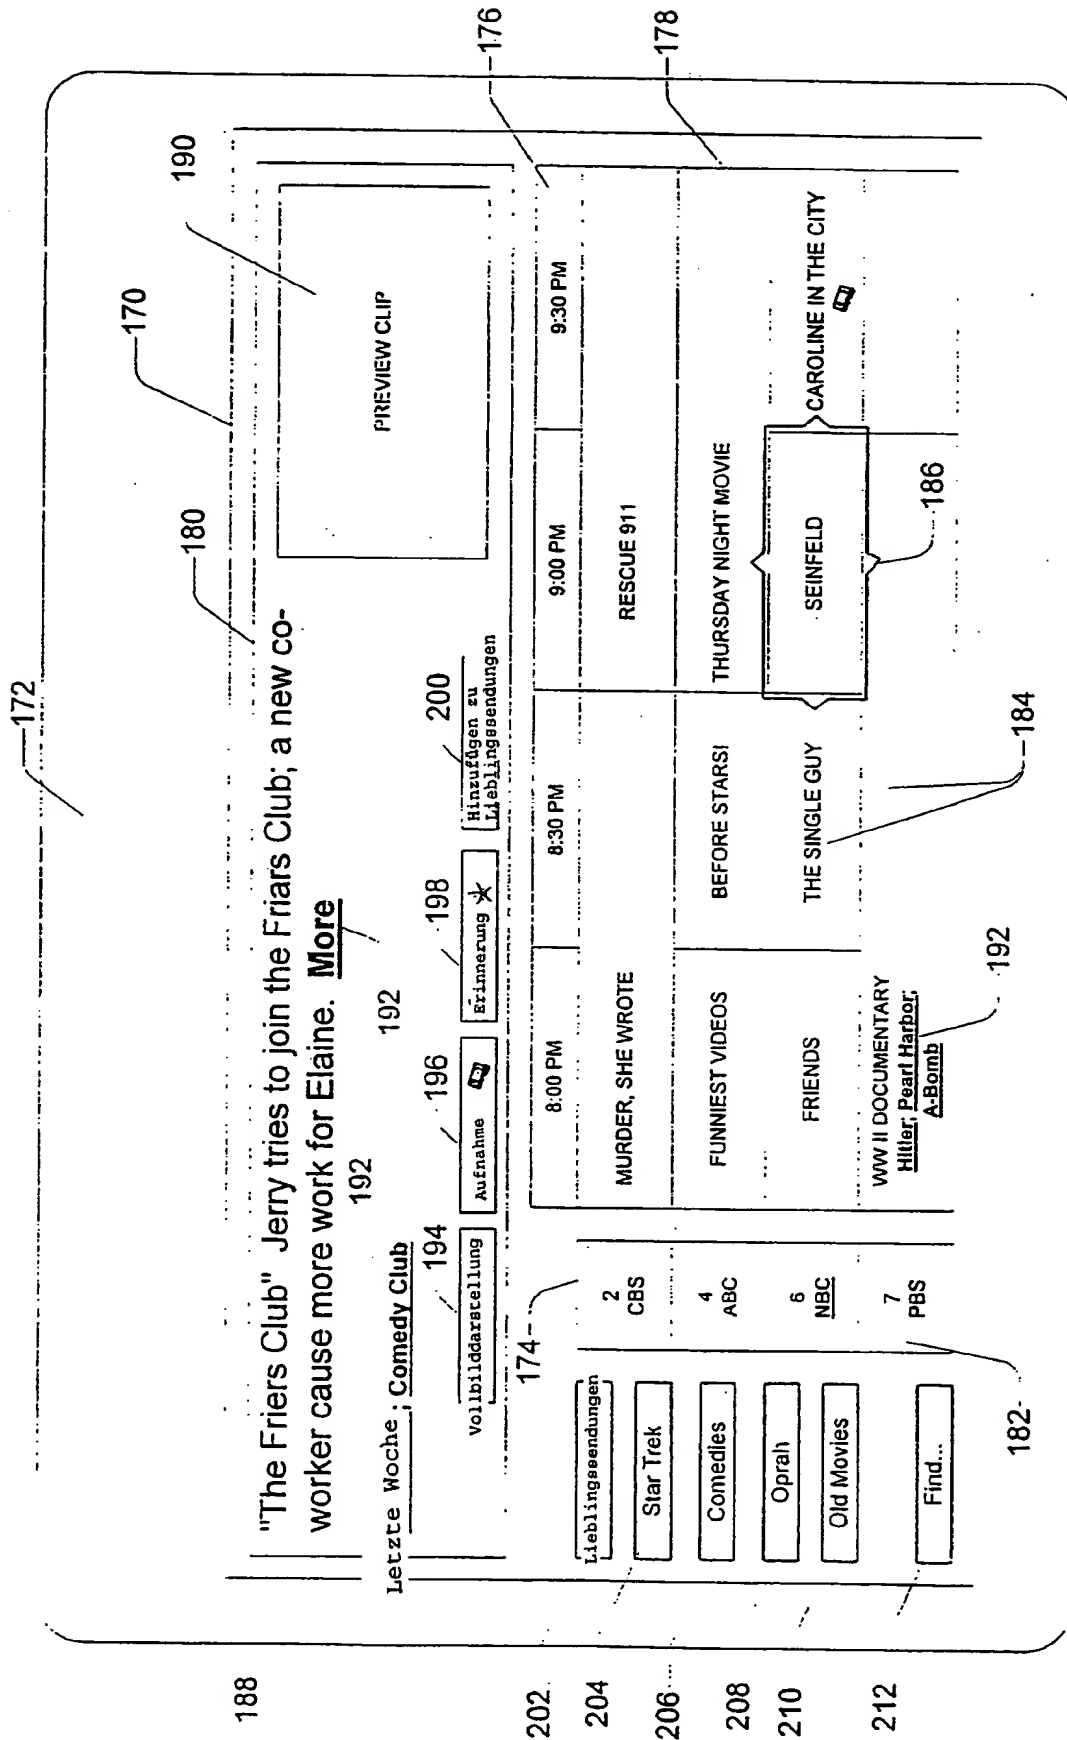 172
170
180
190
188
"The Friers Club" Jerry tries to join the Friars Club; a new co-
worker cause more work for Elaine. More
192
192
PREVIEW CLIP
Letzte Woche ; Comedy Club
194
196
198
200
Vollbilddarstellung
Aufnahme
Erinnerung
Hinzufügen zu
Lieblingssendungen
174
176
178
8:00 PM
8:30 PM
9:00 PM
9:30 PM
202
Lieblingssendungen
2
CBS
MURDER, SHE WROTE
RESCUE 911
204
Star Trek
206
Comedies
4
ABC
FUNNIEST VIDEOS
BEFORE STARS!
THURSDAY NIGHT MOVIE
208
Oprah
6
NBC
FRIENDS
THE SINGLE GUY
SEINFELD
CAROLINE IN THE CITY
210
Old Movies
7
PBS
WW II DOCUMENTARY
Hitler; Pearl Harbor;
A-Bomb
212
Find...
182
192
184
186